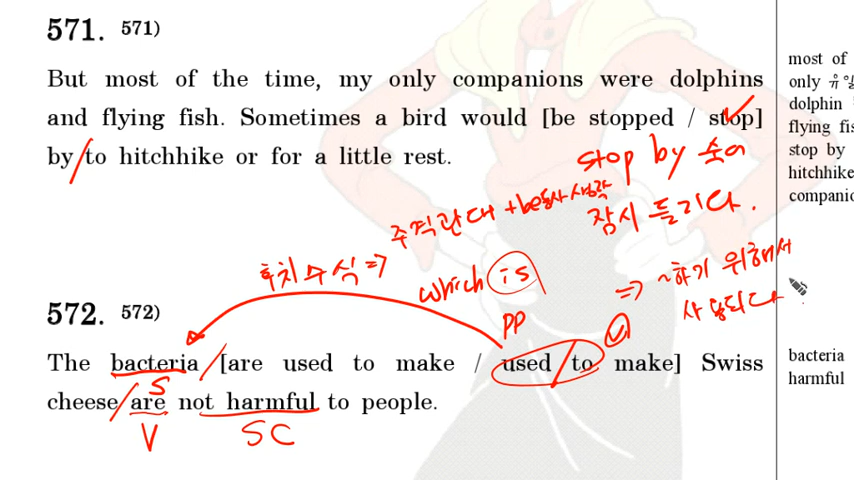 571. 571)
most of
But most of the time, my only companions were dolphins
only 유일
dolphin
and flying fish. Sometimes a bird would [be stopped / stop]
flying fis
by/to hitchhike or for a little rest.
stop by 숙어
stop by
hitchhike
잠시 들리다.
companio
주격관대 +be동사 생략
후치수식 ⇒
which is
⇒ ~하기 위해서
사용되다
pp
572. 572)
The bacteria / [are used to make / used / to make] Swiss
bacteria
S
harmful
cheese / are not harmful to people.
V
SC